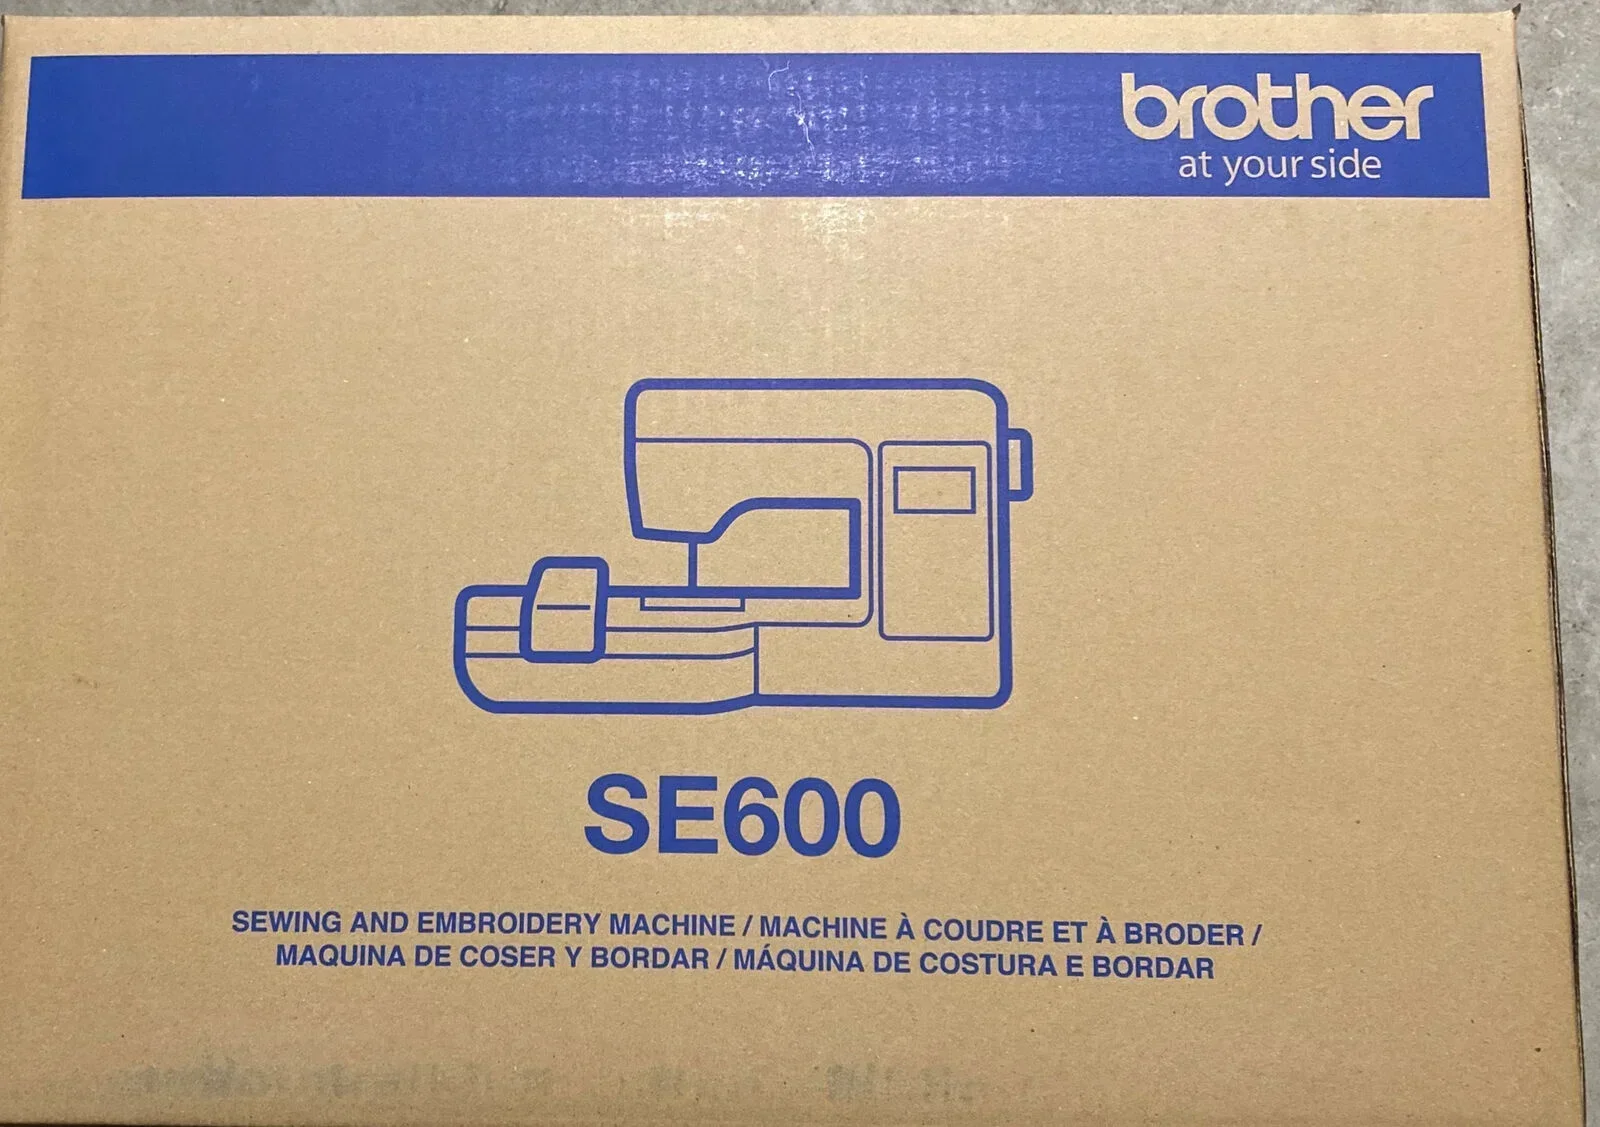 brother
at your side
SE600
SEWING AND EMBROIDERY MACHINE / MACHINE À COUDRE ET À BRODER /
MAQUINA DE COSER Y BORDAR / MÁQUINA DE COSTURA E BORDAR